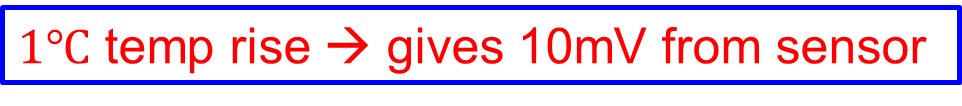 1℃ temp rise → gives 10mV from sensor